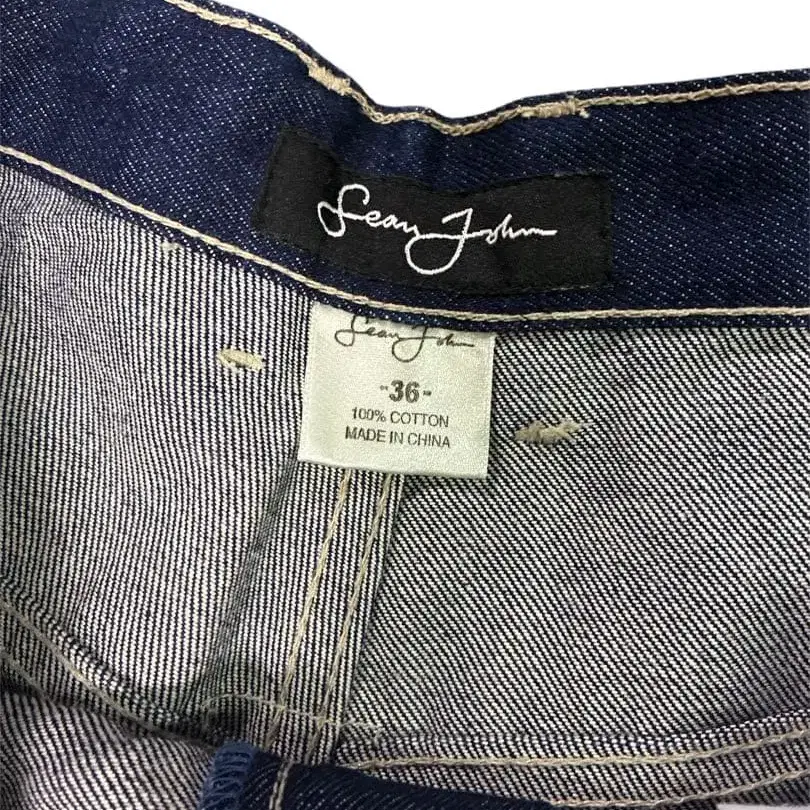 Sean John
Sean John
-36-
100% COTTON
MADE IN CHINA